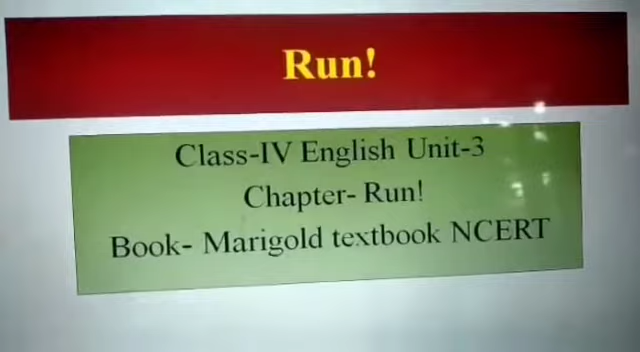 Run!
Class-IV English Unit-3
Chapter- Run!
Book- Marigold textbook NCERT